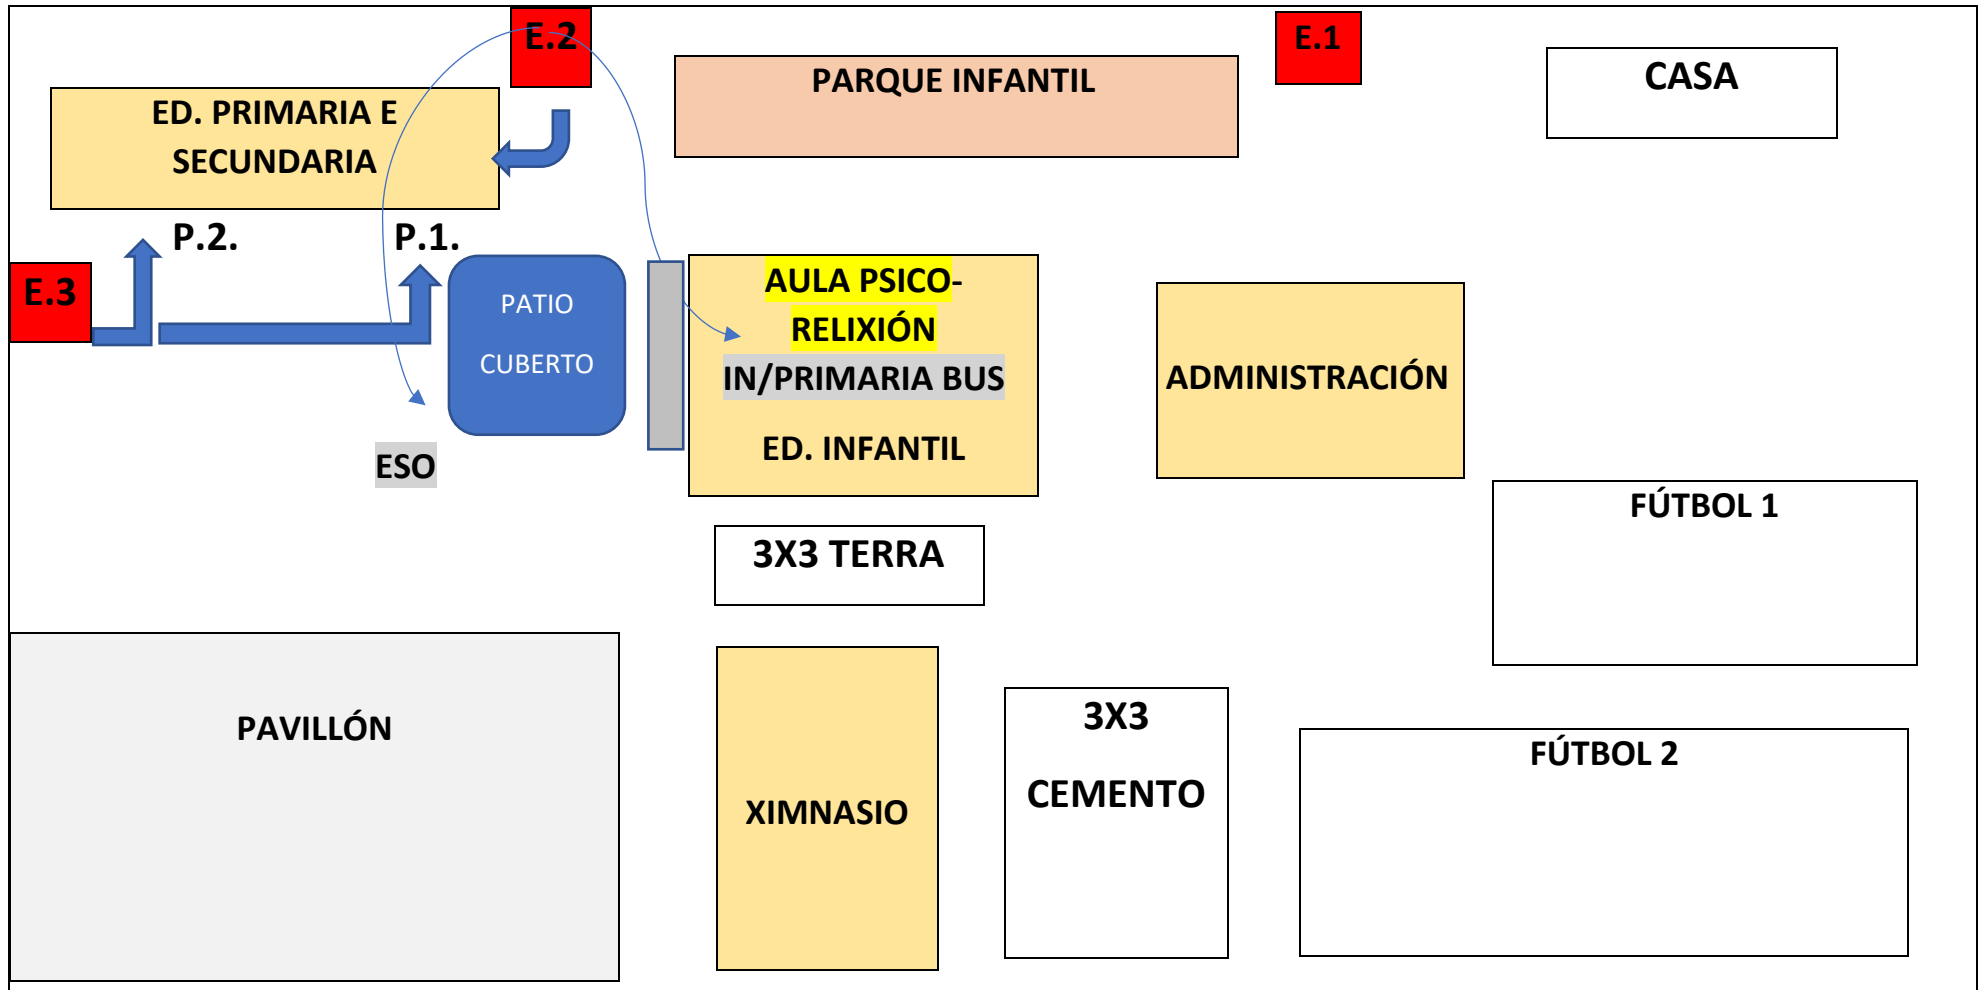 E.2
E.1
PARQUE INFANTIL
CASA
ED. PRIMARIA E
SECUNDARIA
P.2.
P.1.
E.3
PATIO
CUBERTO
AULA PSICO-
RELIXIÓN
IN/PRIMARIA BUS
ED. INFANTIL
ADMINISTRACIÓN
ESO
FÚTBOL 1
3X3 TERRA
PAVILLÓN
XIMNASIO
3X3
CEMENTO
FÚTBOL 2